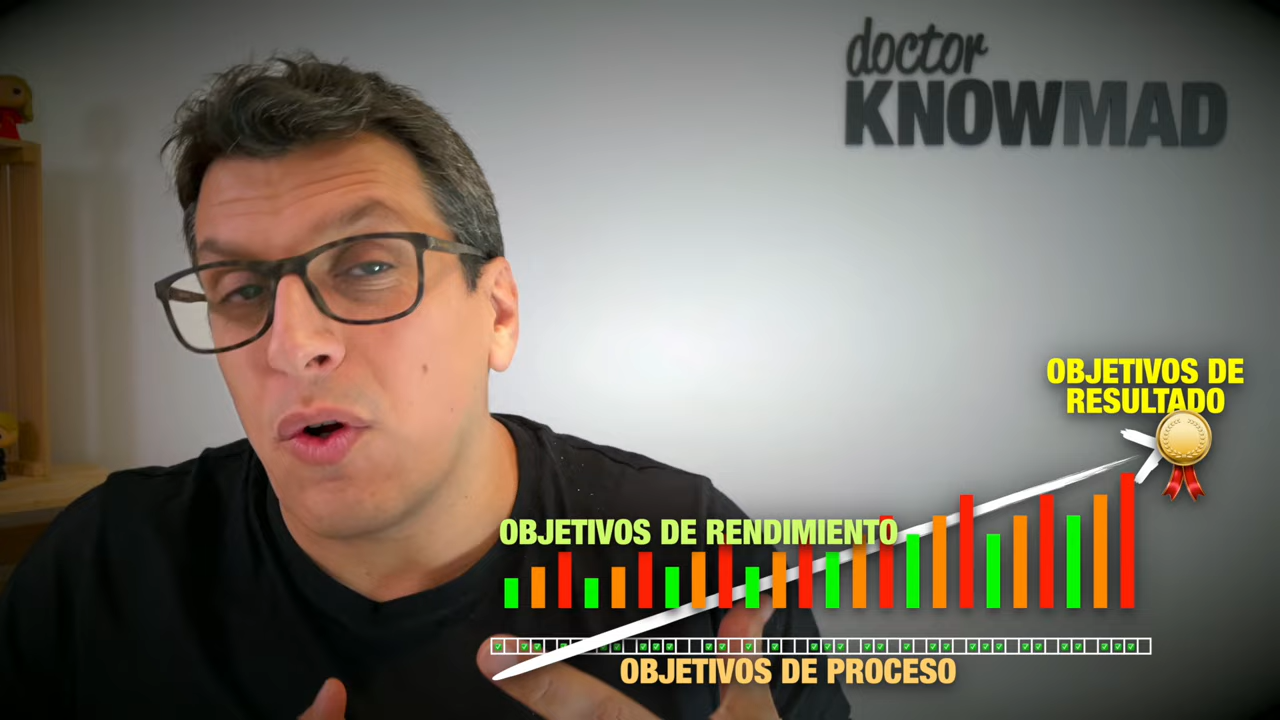 doctor
KNOWMAD
OBJETIVOS DE
RESULTADO
OBJETIVOS DE RENDIMIENTO
OBJETIVOS DE PROCESO